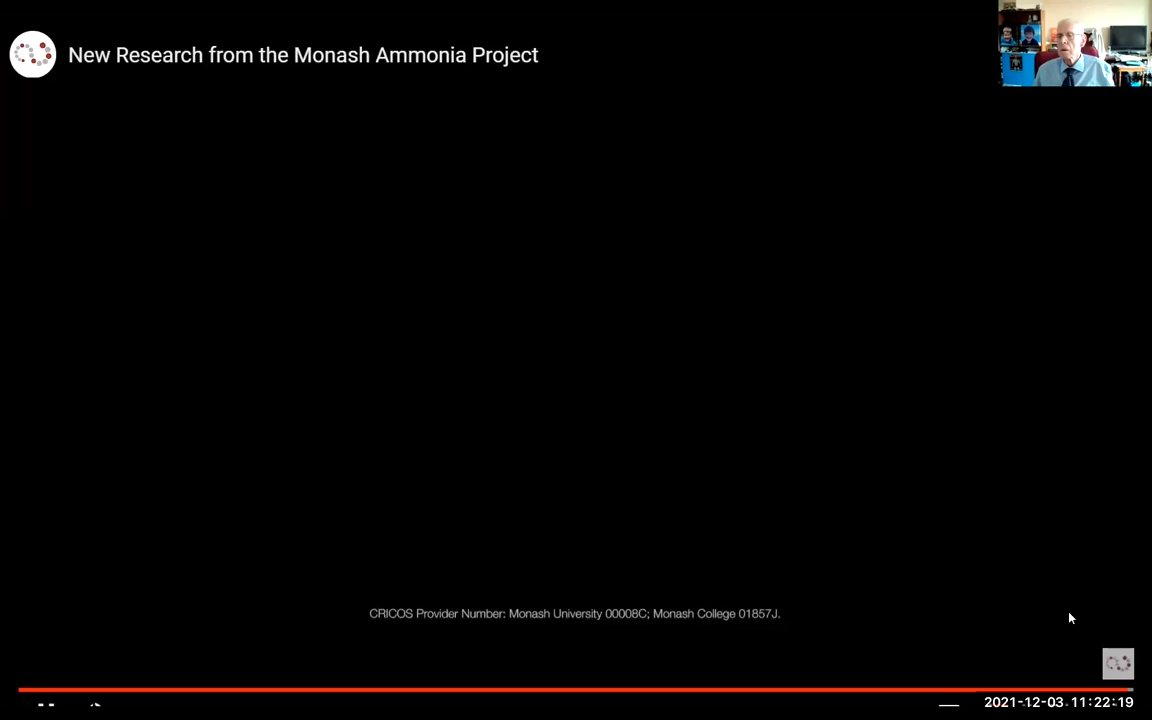 New Research from the Monash Ammonia Project
CRICOS Provider Number: Monash University 00008C; Monash College 01857J.
2021-12-03 11:22:19